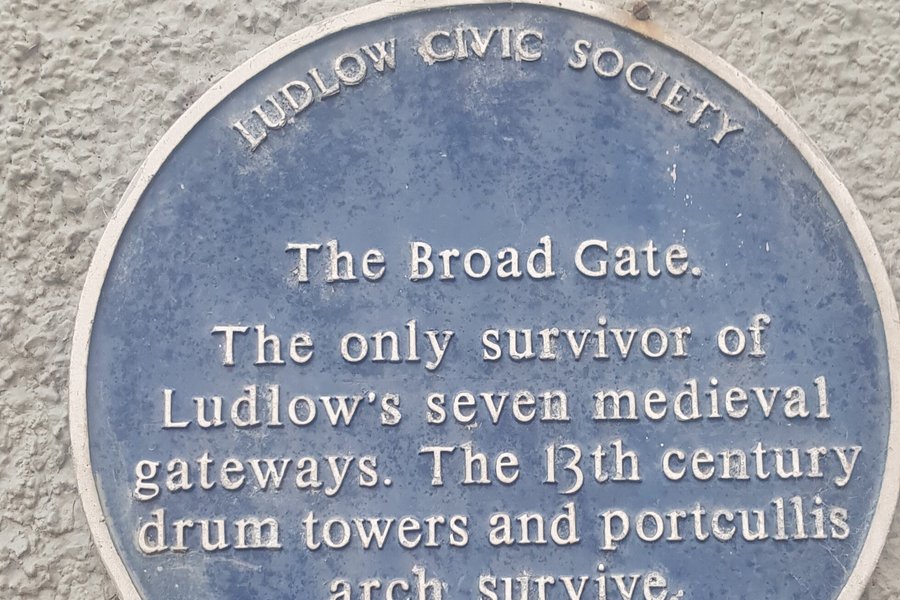 LUDLOW CIVIC SOCIETY
The Broad Gate.
The only survivor of
Ludlow's seven medieval
gateways. The 13th century
drum towers and portcullis
arch survive.